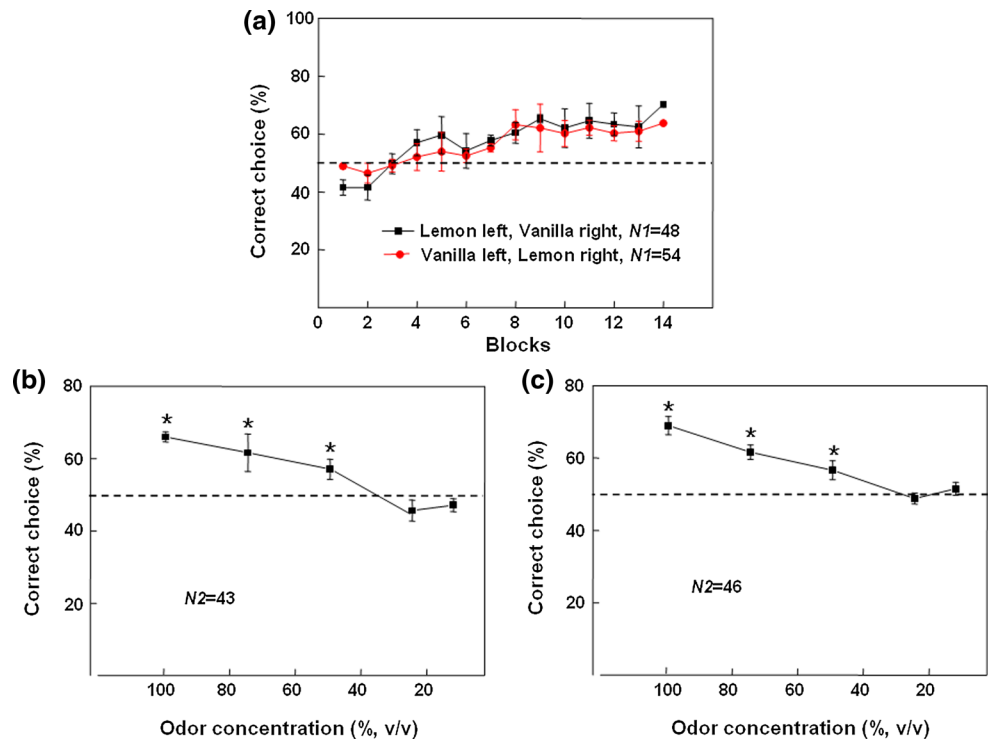 (a)
100
80
60
40
20
Correct choice (%)
Lemon left, Vanilla right, N1=48
Vanilla left, Lemon right, N1=54
0 2 4 6 8 10 12 14
Blocks
(b)
80
60
40
20
Correct choice (%)
* * *
N2=43
100 80 60 40 20
Odor concentration (%, v/v)
(c)
80
60
40
20
Correct choice (%)
* * *
N2=46
100 80 60 40 20
Odor concentration (%, v/v)